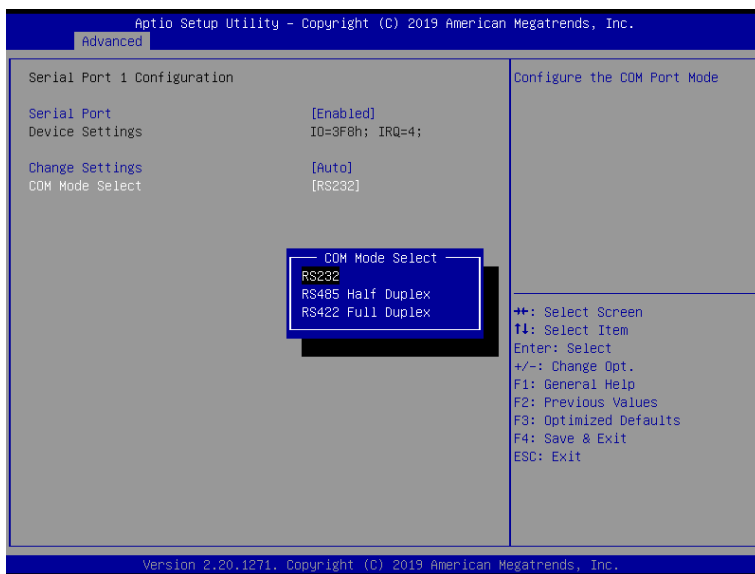 Aptio Setup Utility – Copyright (C) 2019 American Megatrends, Inc.
Advanced
Serial Port 1 Configuration
Serial Port [Enabled]
Device Settings IO=3F8h; IRQ=4;
Change Settings [Auto]
COM Mode Select [RS232]
COM Mode Select
RS232
RS485 Half Duplex
RS422 Full Duplex
Configure the COM Port Mode
→←: Select Screen
↑↓: Select Item
Enter: Select
+/-: Change Opt.
F1: General Help
F2: Previous Values
F3: Optimized Defaults
F4: Save & Exit
ESC: Exit
Version 2.20.1271. Copyright (C) 2019 American Megatrends, Inc.